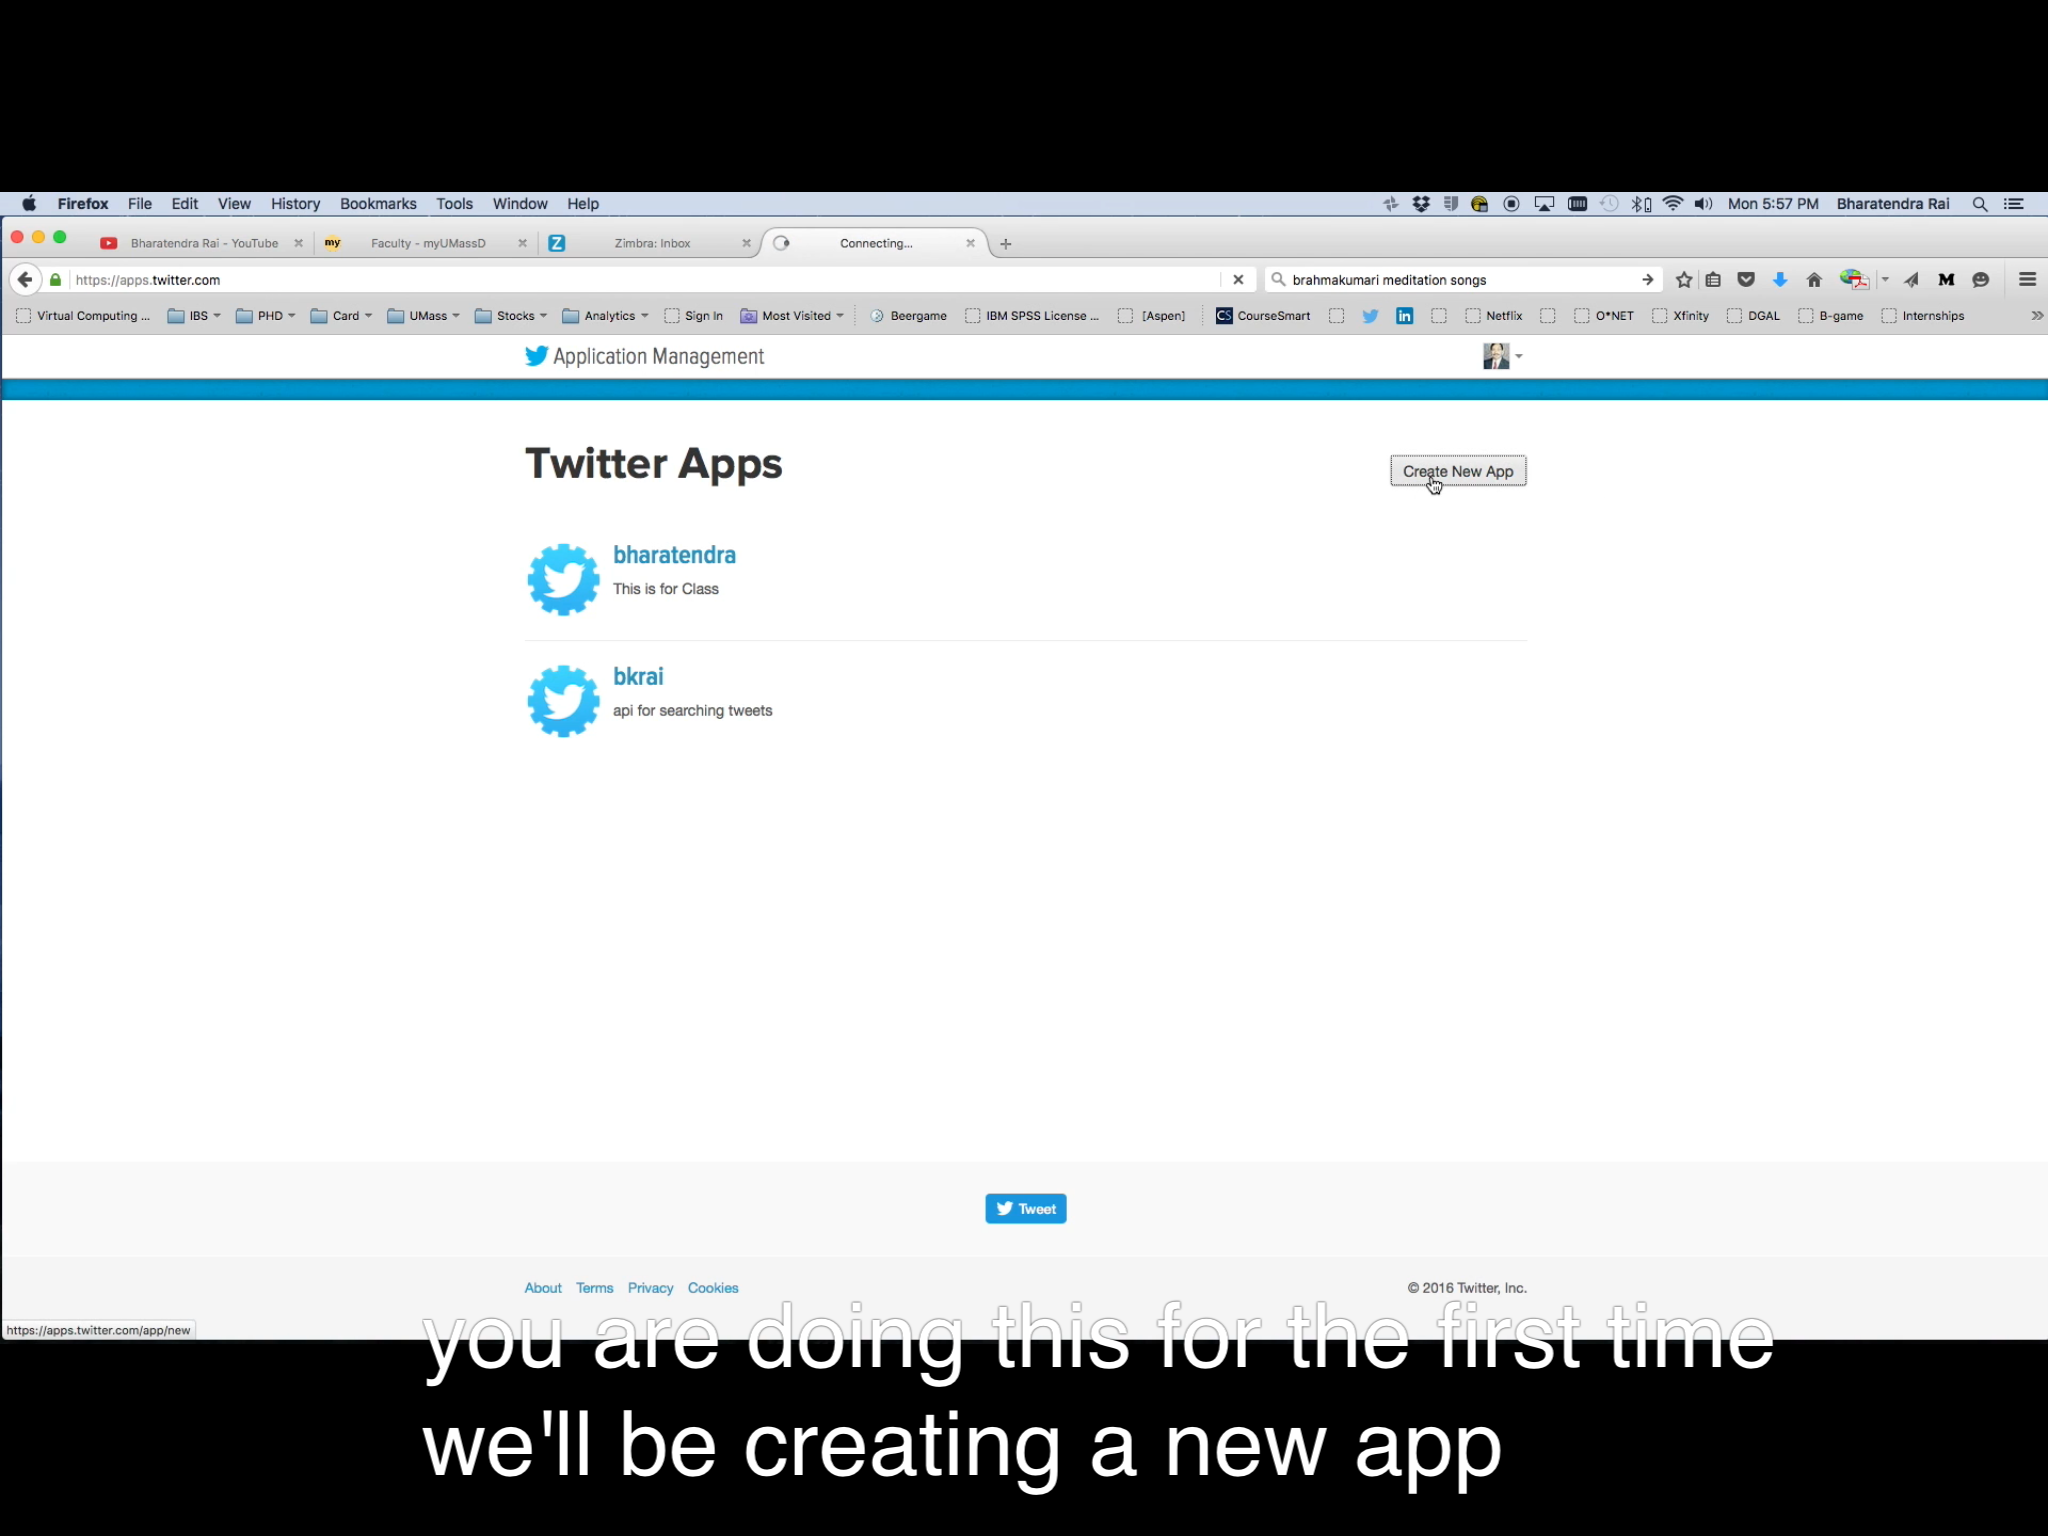 Firefox File Edit View History Bookmarks Tools Window Help Mon 5:57 PM Bharatendra Rai
Bharatendra Rai - YouTube my Faculty - myUMassD Z Zimbra: Inbox Connecting...
https://apps.twitter.com brahmakumari meditation songs M
Virtual Computing ... IBS PHD Card UMass Stocks Analytics Sign In Most Visited Beergame IBM SPSS License ... [Aspen] CS CourseSmart in Netflix O*NET Xfinity DGAL B-game Internships
Application Management
Twitter Apps
Create New App
bharatendra
This is for Class
bkrai
api for searching tweets
Tweet
About Terms Privacy Cookies © 2016 Twitter, Inc.
https://apps.twitter.com/app/new
you are doing this for the first time
we'll be creating a new app